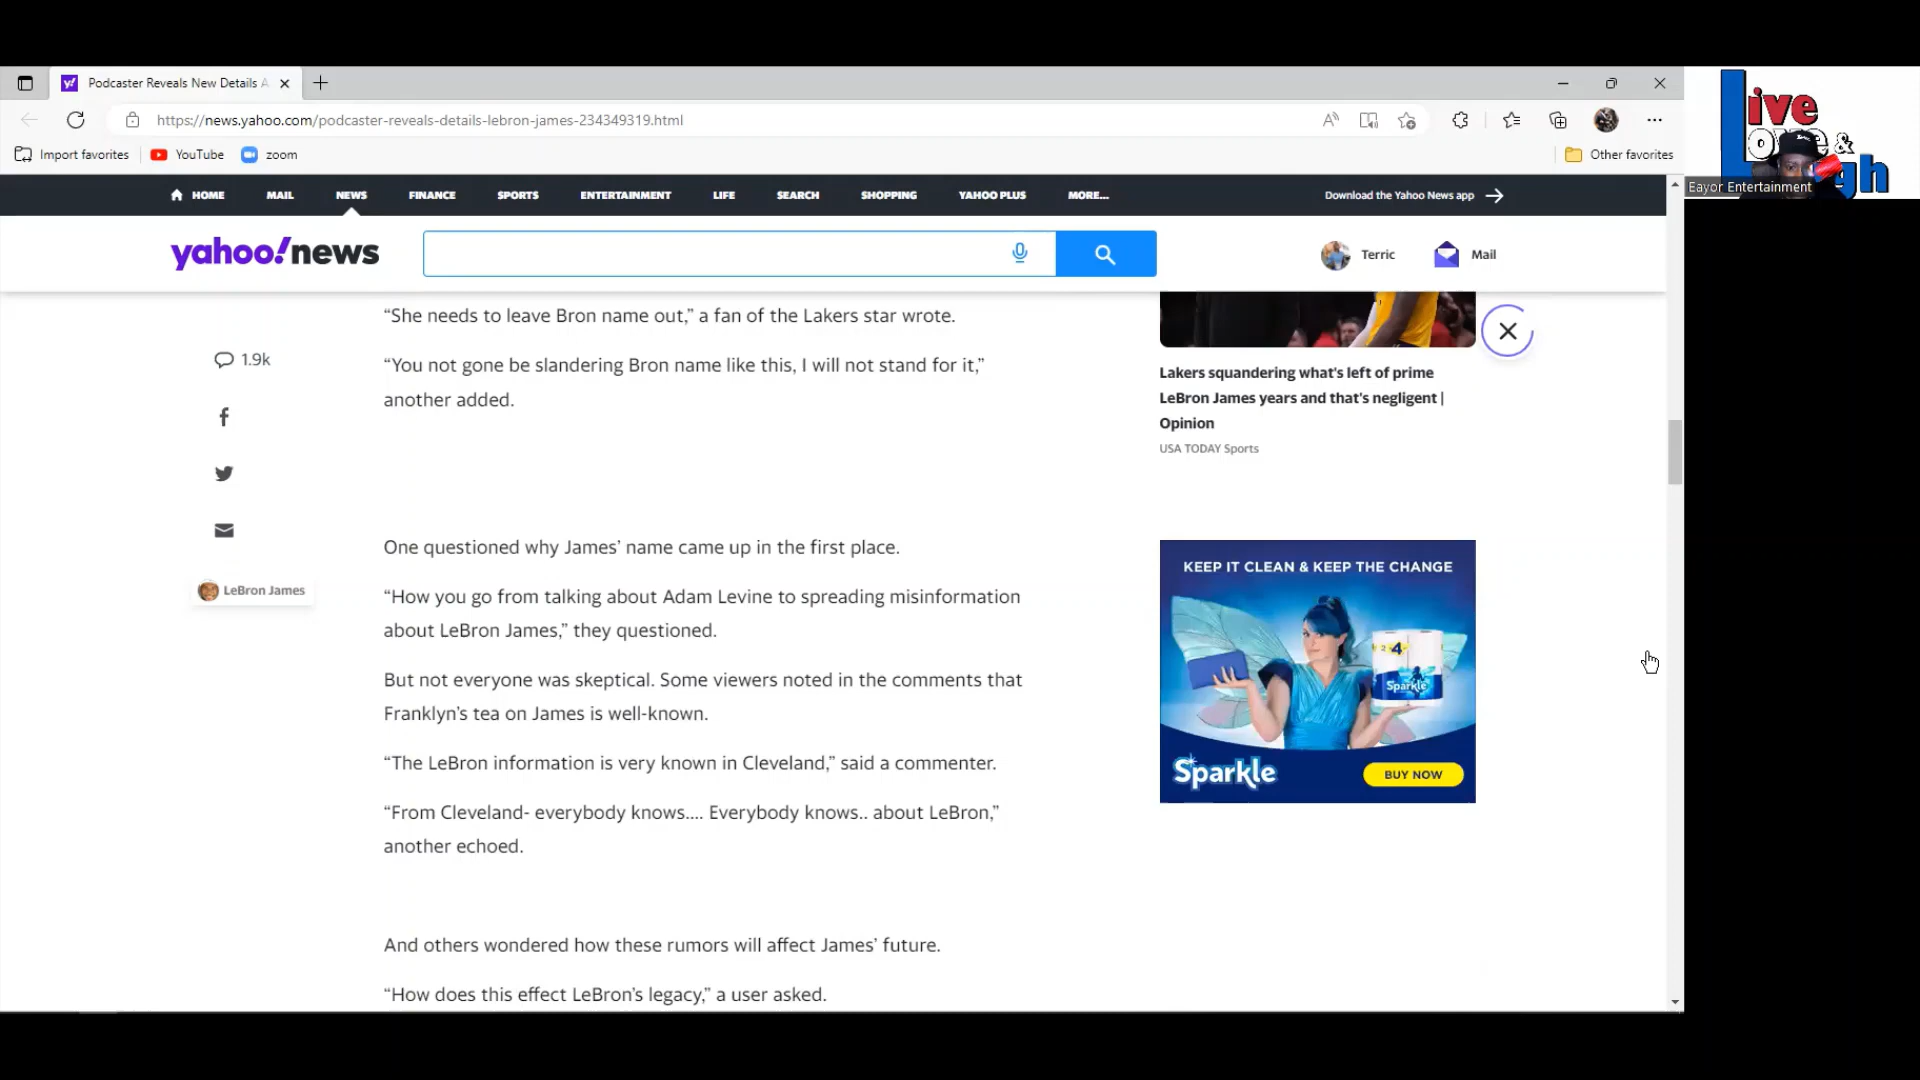 Podcaster Reveals New Details A
https://news.yahoo.com/podcaster-reveals-details-lebron-james-234349319.html
Import favorites YouTube zoom Other favorites
HOME MAIL NEWS FINANCE SPORTS ENTERTAINMENT LIFE SEARCH SHOPPING YAHOO PLUS MORE... Download the Yahoo News app
yahoo!news
Terric Mail
Live
Love &
Laugh
Eayor Entertainment
1.9k
LeBron James
“She needs to leave Bron name out,” a fan of the Lakers star wrote.
“You not gone be slandering Bron name like this, I will not stand for it,”
another added.
One questioned why James’ name came up in the first place.
“How you go from talking about Adam Levine to spreading misinformation
about LeBron James,” they questioned.
But not everyone was skeptical. Some viewers noted in the comments that
Franklyn’s tea on James is well-known.
“The LeBron information is very known in Cleveland,” said a commenter.
“From Cleveland- everybody knows.... Everybody knows.. about LeBron,”
another echoed.
And others wondered how these rumors will affect James’ future.
“How does this effect LeBron’s legacy,” a user asked.
Lakers squandering what's left of prime
LeBron James years and that's negligent |
Opinion
USA TODAY Sports
KEEP IT CLEAN & KEEP THE CHANGE
Sparkle
Sparkle
BUY NOW